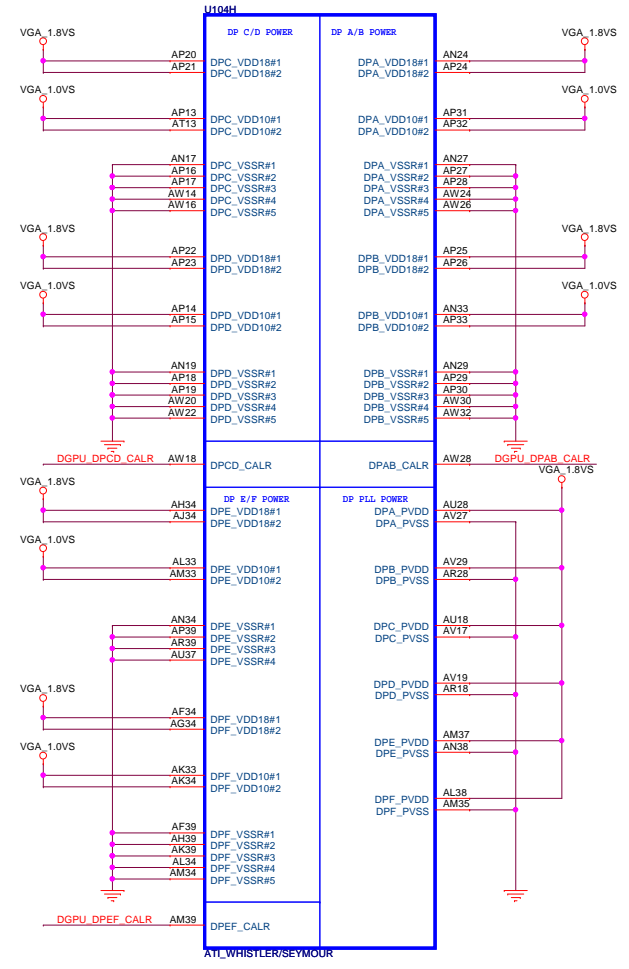 U104H
DP C/D POWER DP A/B POWER
VGA_1.8VS VGA_1.8VS
AP20 DPC_VDD18#1 DPA_VDD18#1 AN24
AP21 DPC_VDD18#2 DPA_VDD18#2 AP24
VGA_1.0VS VGA_1.0VS
AP13 DPC_VDD10#1 DPA_VDD10#1 AP31
AT13 DPC_VDD10#2 DPA_VDD10#2 AP32
AN17 DPC_VSSR#1 DPA_VSSR#1 AN27
AP16 DPC_VSSR#2 DPA_VSSR#2 AP27
AP17 DPC_VSSR#3 DPA_VSSR#3 AP28
AW14 DPC_VSSR#4 DPA_VSSR#4 AW24
AW16 DPC_VSSR#5 DPA_VSSR#5 AW26
VGA_1.8VS VGA_1.8VS
AP22 DPD_VDD18#1 DPB_VDD18#1 AP25
AP23 DPD_VDD18#2 DPB_VDD18#2 AP26
VGA_1.0VS VGA_1.0VS
AP14 DPD_VDD10#1 DPB_VDD10#1 AN33
AP15 DPD_VDD10#2 DPB_VDD10#2 AP33
AN19 DPD_VSSR#1 DPB_VSSR#1 AN29
AP18 DPD_VSSR#2 DPB_VSSR#2 AP29
AP19 DPD_VSSR#3 DPB_VSSR#3 AP30
AW20 DPD_VSSR#4 DPB_VSSR#4 AW30
AW22 DPD_VSSR#5 DPB_VSSR#5 AW32
DGPU_DPCD_CALR AW18 DPCD_CALR DPAB_CALR AW28 DGPU_DPAB_CALR
VGA_1.8VS
VGA_1.8VS
DP E/F POWER DP PLL POWER
AH34 DPE_VDD18#1 DPA_PVDD AU28
AJ34 DPE_VDD18#2 DPA_PVSS AV27
VGA_1.0VS
AL33 DPE_VDD10#1 DPB_PVDD AV29
AM33 DPE_VDD10#2 DPB_PVSS AR28
AN34 DPE_VSSR#1 DPC_PVDD AU18
AP39 DPE_VSSR#2 DPC_PVSS AV17
AR39 DPE_VSSR#3
AU37 DPE_VSSR#4
DPD_PVDD AV19
VGA_1.8VS DPD_PVSS AR18
AF34 DPF_VDD18#1
AG34 DPF_VDD18#2
DPE_PVDD AM37
VGA_1.0VS DPE_PVSS AN38
AK33 DPF_VDD10#1
AK34 DPF_VDD10#2
DPF_PVDD AL38
DPF_PVSS AM35
AF39 DPF_VSSR#1
AH39 DPF_VSSR#2
AK39 DPF_VSSR#3
AL34 DPF_VSSR#4
AM34 DPF_VSSR#5
DGPU_DPEF_CALR AM39 DPEF_CALR
ATI_WHISTLER/SEYMOUR